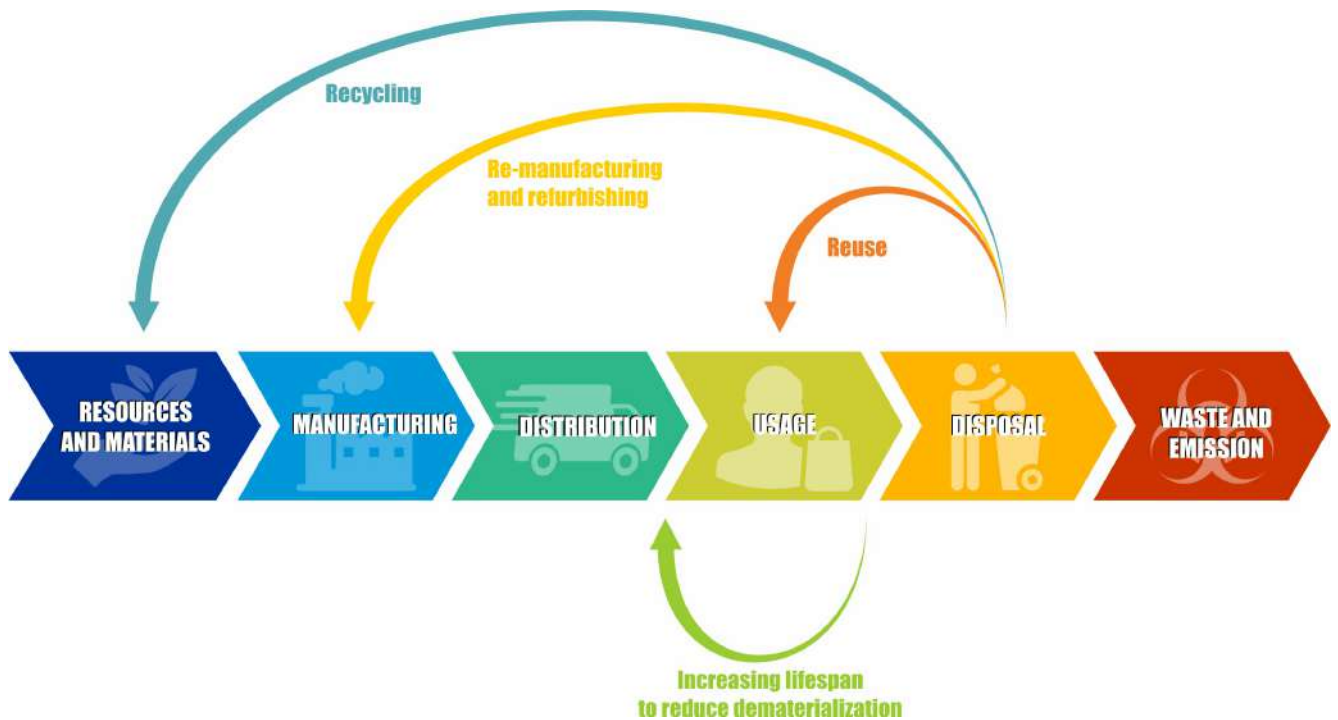 Recycling
Re-manufacturing
and refurbishing
Reuse
RESOURCES
AND MATERIALS
MANUFACTURING
DISTRIBUTION
USAGE
DISPOSAL
WASTE AND
EMISSION
Increasing lifespan
to reduce dematerialization